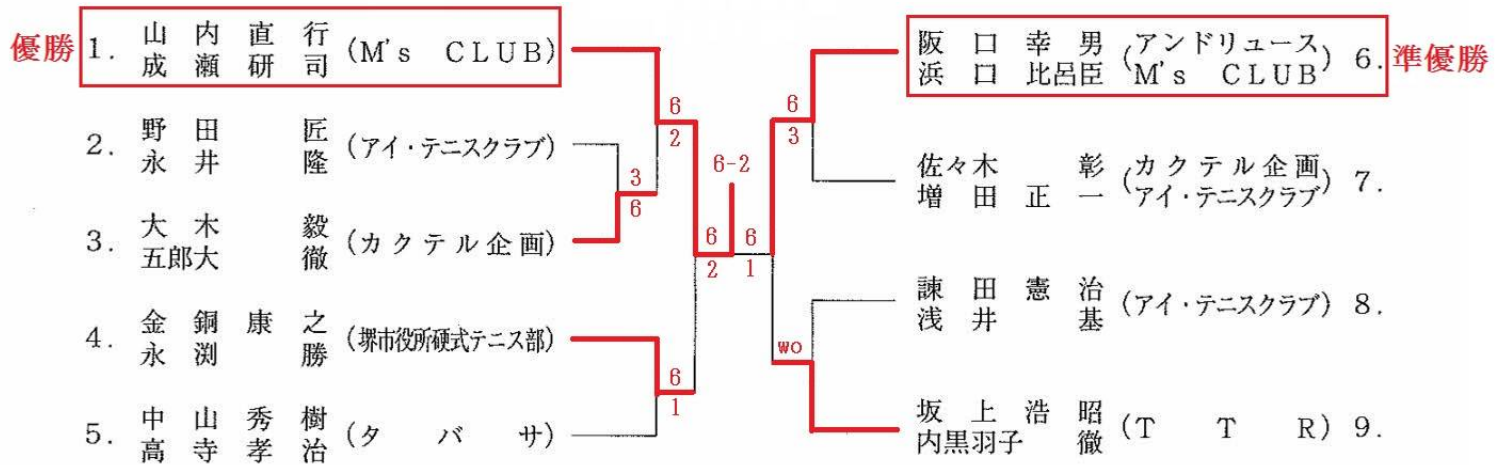 優勝 1. 山内直行 (M's CLUB)
成瀬研司
2. 野田匠 (アイ・テニスクラブ)
永井隆
3. 大木毅 (カクテル企画)
五郎大徹
4. 金銅康之 (堺市役所硬式テニス部)
永渕勝
5. 中山秀樹 (タバサ)
高寺孝治
6
2
3
6
6
1
6-2
6 6
2 1
6
3
wo
阪口幸男 (アンドリュース 6. 準優勝
浜口比呂臣 M's CLUB)
佐々木彰 (カクテル企画 7.
増田正一 アイ・テニスクラブ)
諫田憲治 (アイ・テニスクラブ) 8.
浅井基
坂上浩昭 (TTR) 9.
内黒羽子徹